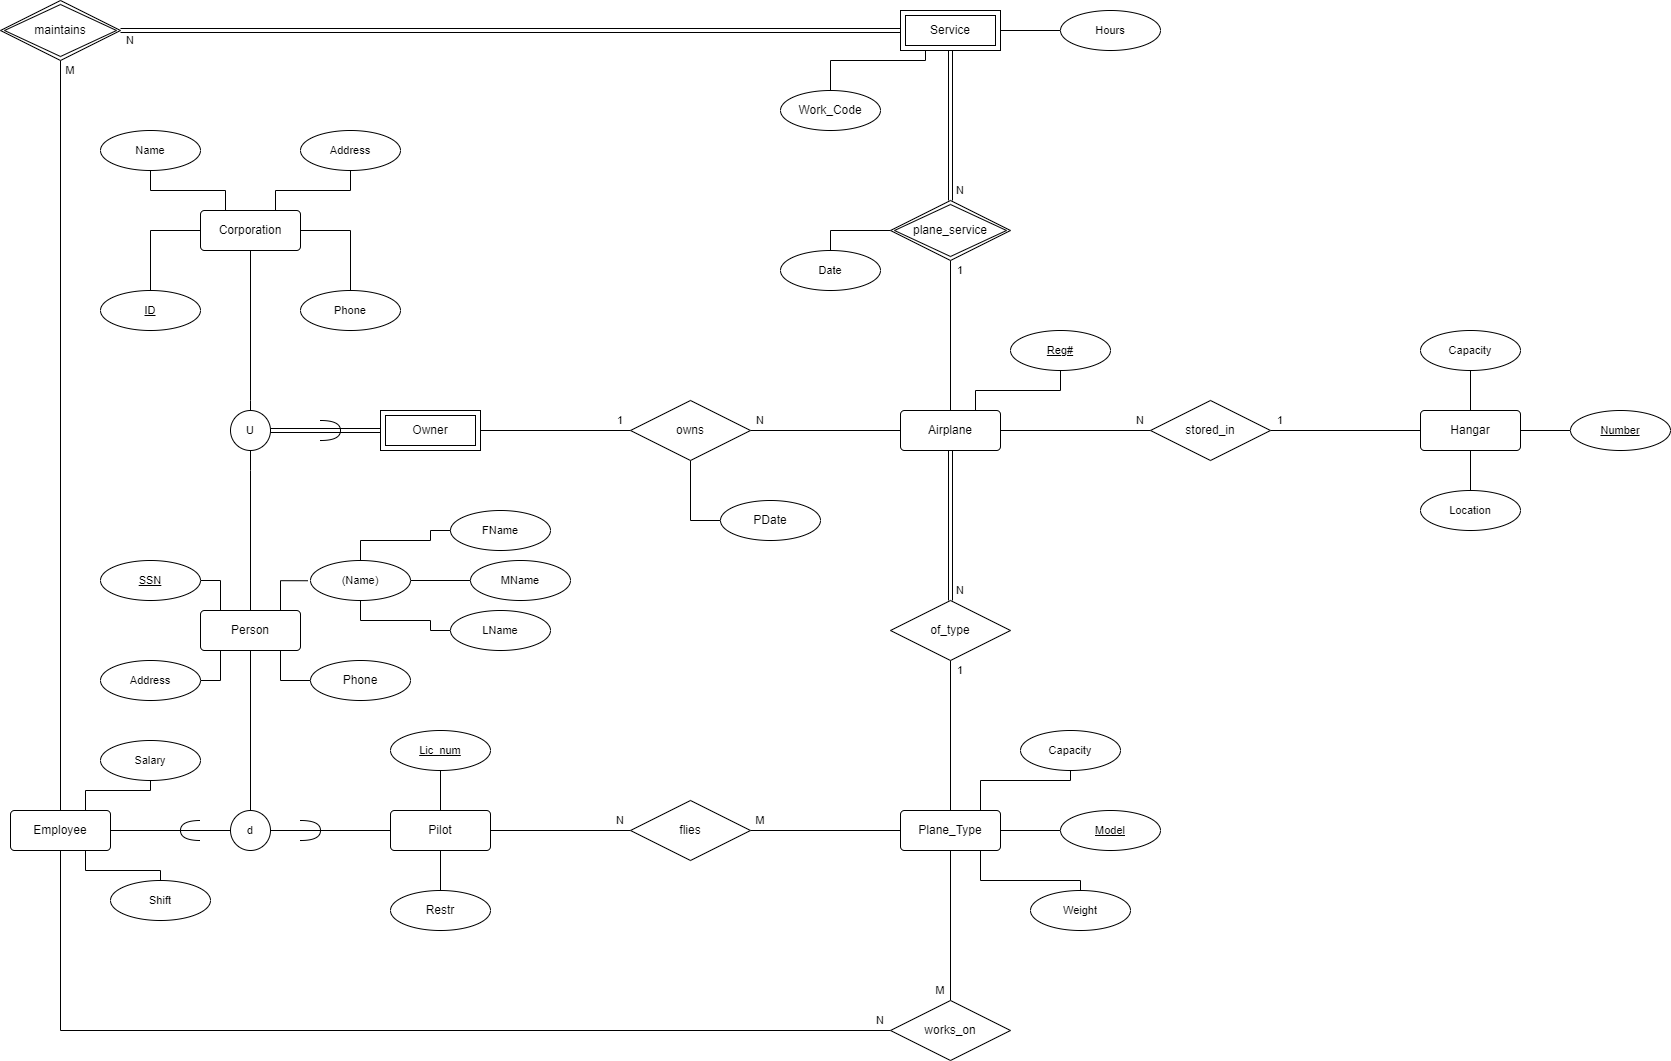 maintains
N
M
Service
Hours
Work_Code
Name
Address
Corporation
ID
Phone
N
plane_service
Date
1
Reg#
Capacity
U
Owner
1
owns
N
Airplane
N
stored_in
1
Hangar
Number
Location
PDate
FName
SSN
(Name)
MName
LName
Person
Address
Phone
N
of_type
1
Salary
Lic_num
Capacity
Employee
d
Pilot
N
flies
M
Plane_Type
Model
Shift
Restr
Weight
M
N
works_on